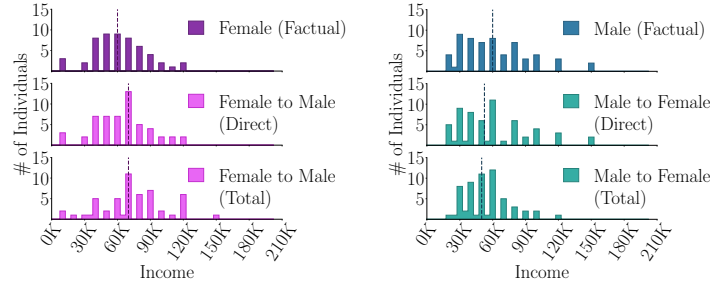 15
10
5
Female (Factual)
15
10
5
Female to Male
(Direct)
15
10
5
0
Female to Male
(Total)
# of Individuals
0K 30K 60K 90K 120K 150K 180K 210K
Income
15
10
5
Male (Factual)
15
10
5
Male to Female
(Direct)
15
10
5
0
Male to Female
(Total)
# of Individuals
0K 30K 60K 90K 120K 150K 180K 210K
Income